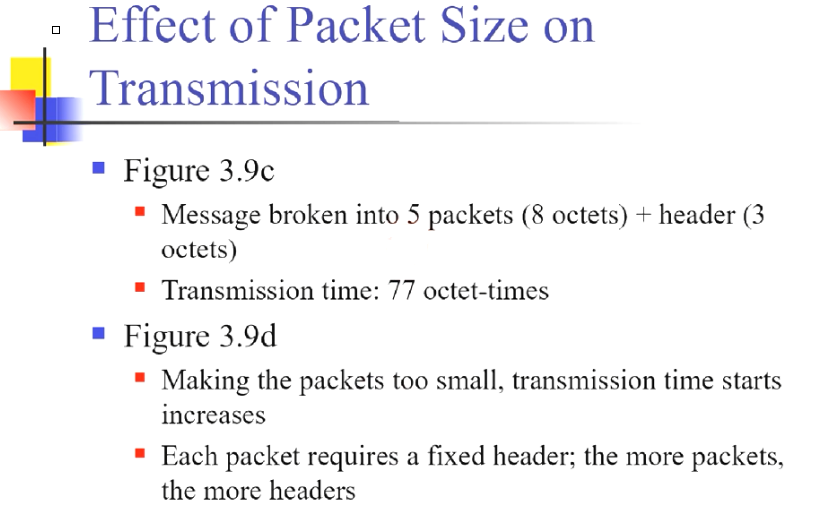 Effect of Packet Size on
Transmission
Figure 3.9c
Message broken into 5 packets (8 octets) + header (3
octets)
Transmission time: 77 octet-times
Figure 3.9d
Making the packets too small, transmission time starts
increases
Each packet requires a fixed header; the more packets,
the more headers